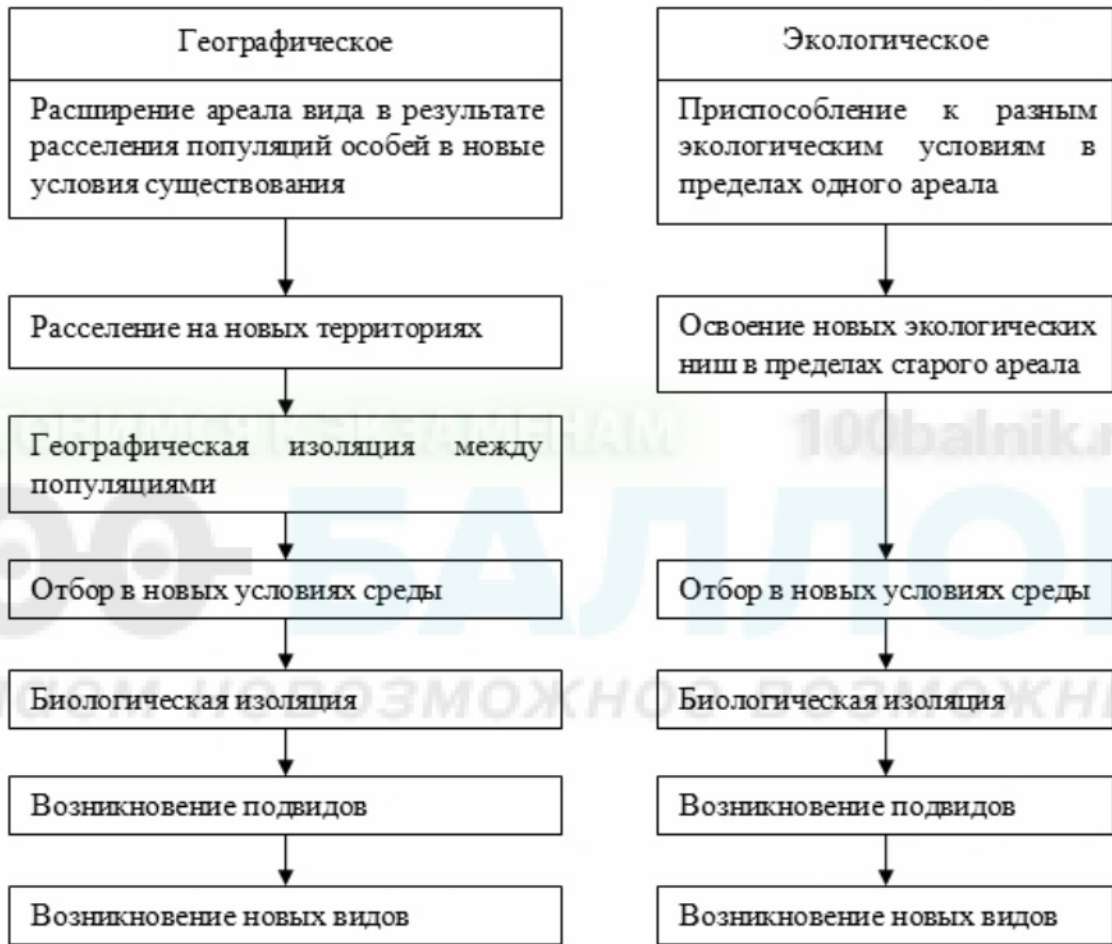 Географическое
Расширение ареала вида в результате
расселения популяций особей в новые
условия существования
Расселение на новых территориях
Географическая изоляция между
популяциями
Отбор в новых условиях среды
Биологическая изоляция
Возникновение подвидов
Возникновение новых видов
Экологическое
Приспособление к разным
экологическим условиям в
пределах одного ареала
Освоение новых экологических
ниш в пределах старого ареала
Отбор в новых условиях среды
Биологическая изоляция
Возникновение подвидов
Возникновение новых видов
100balnik.